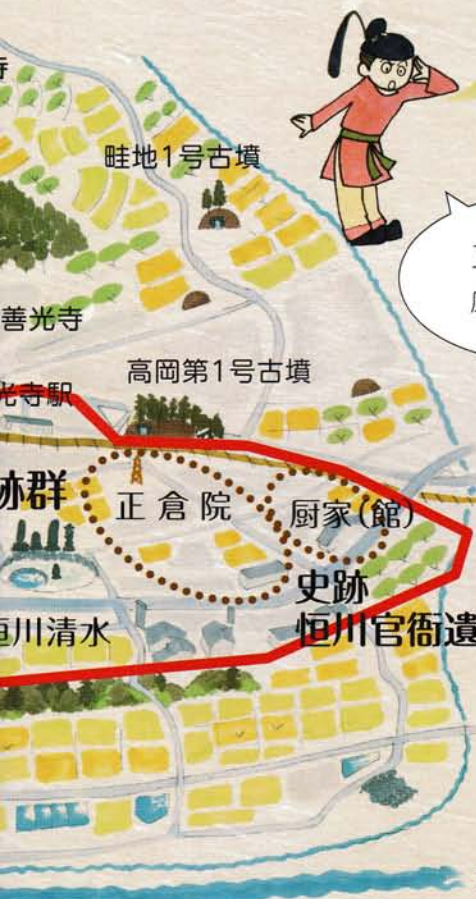 寺
畦地1号古墳
善光寺
高岡第1号古墳
光寺駅
跡群
正倉院
厨家(館)
史跡
恒川官衙遺
恒川清水